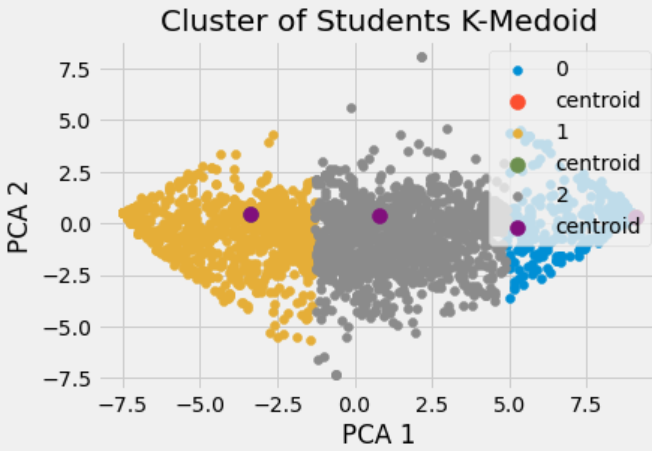 Cluster of Students K-Medoid
7.5
5.0
2.5
0.0
−2.5
−5.0
−7.5
PCA 2
0
centroid
1
centroid
2
centroid
−7.5 −5.0 −2.5 0.0 2.5 5.0 7.5
PCA 1